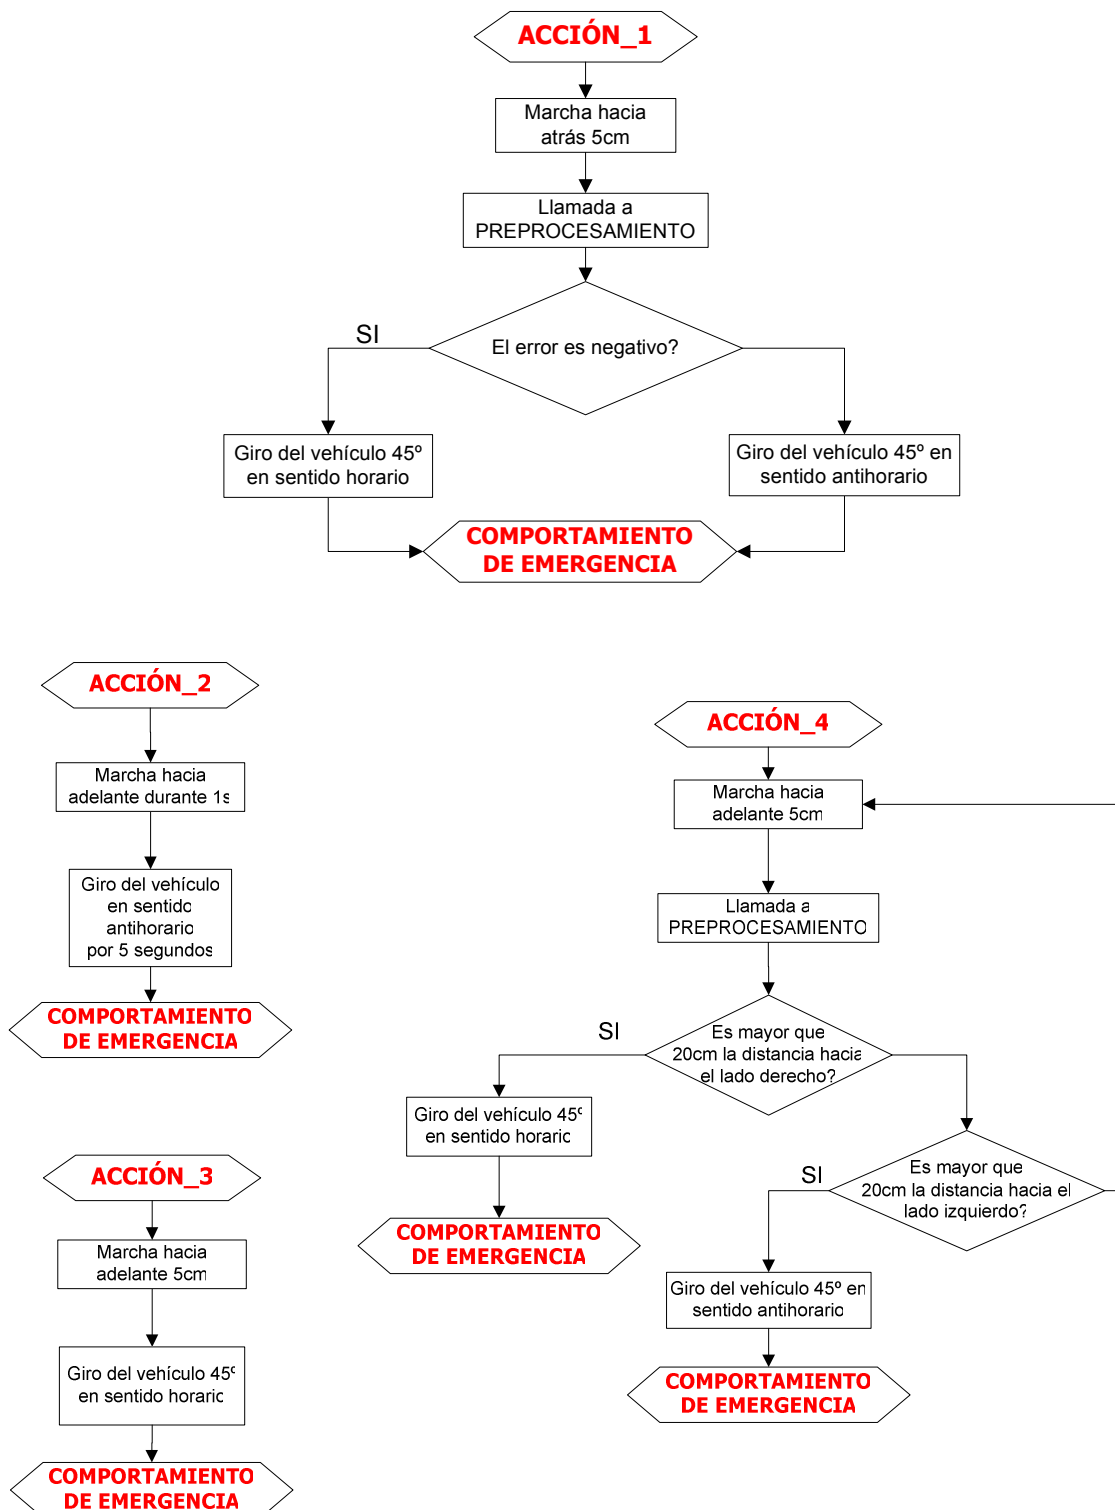 ACCIÓN_1
Marcha hacia
atrás 5cm
Llamada a
PREPROCESAMIENTO
SI
El error es negativo?
Giro del vehículo 45º
en sentido horario
Giro del vehículo 45º en
sentido antihorario
COMPORTAMIENTO
DE EMERGENCIA
ACCIÓN_2
Marcha hacia
adelante durante 1s
Giro del vehículo
en sentido
antihorario
por 5 segundos
COMPORTAMIENTO
DE EMERGENCIA
ACCIÓN_3
Marcha hacia
adelante 5cm
Giro del vehículo 45º
en sentido horario
COMPORTAMIENTO
DE EMERGENCIA
ACCIÓN_4
Marcha hacia
adelante 5cm
Llamada a
PREPROCESAMIENTO
SI
Es mayor que
20cm la distancia hacia
el lado derecho?
Giro del vehículo 45º
en sentido horario
COMPORTAMIENTO
DE EMERGENCIA
SI
Es mayor que
20cm la distancia hacia el
lado izquierdo?
Giro del vehículo 45º en
sentido antihorario
COMPORTAMIENTO
DE EMERGENCIA